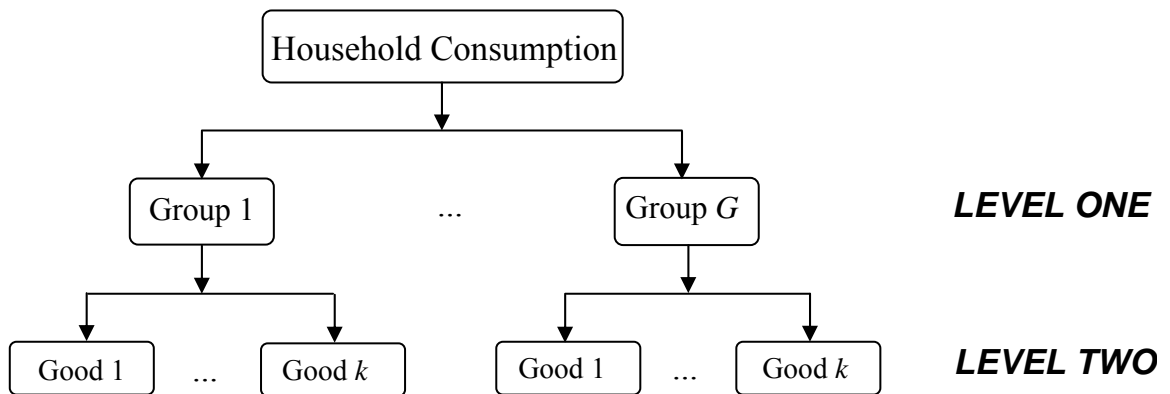 Household Consumption
Group 1 ... Group G LEVEL ONE
Good 1 ... Good k Good 1 ... Good k LEVEL TWO